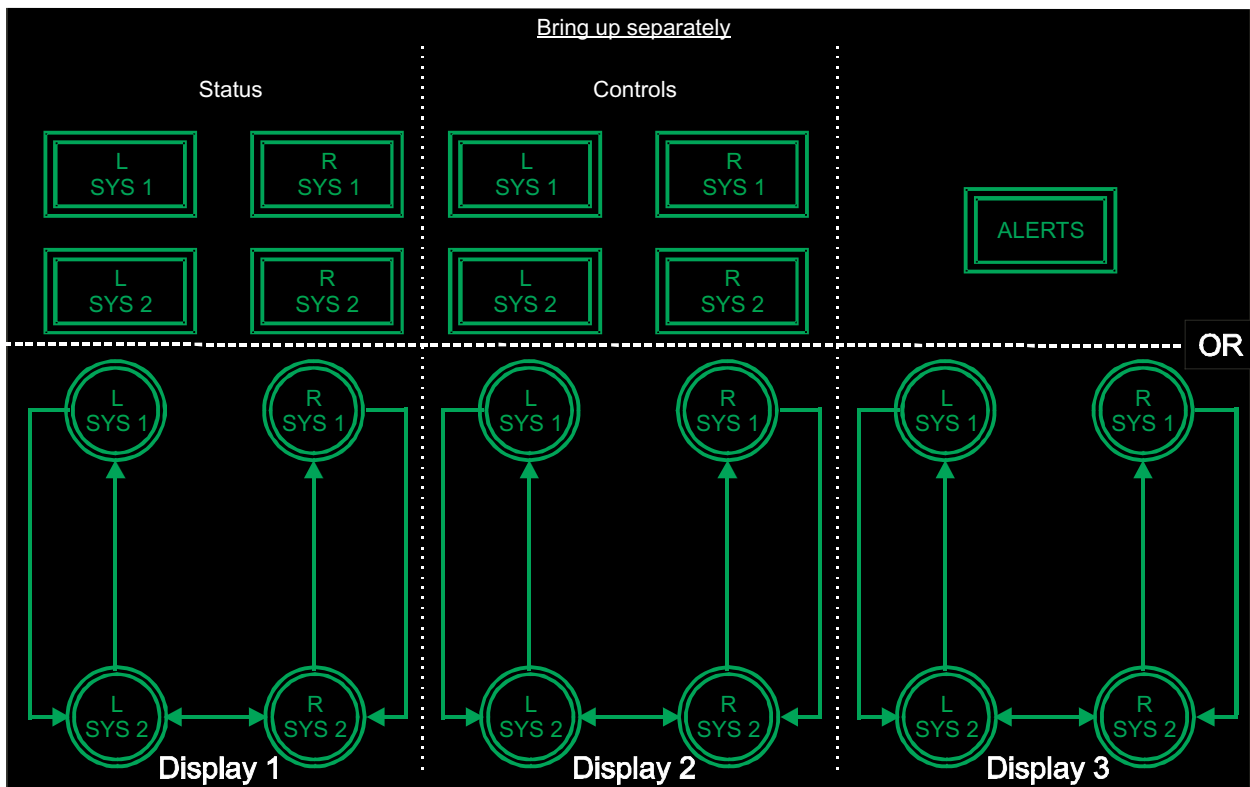 Bring up separately
Status
Controls
L
SYS 1
R
SYS 1
L
SYS 1
R
SYS 1
ALERTS
L
SYS 2
R
SYS 2
L
SYS 2
R
SYS 2
OR
L
SYS 1
R
SYS 1
L
SYS 1
R
SYS 1
L
SYS 1
R
SYS 1
L
SYS 2
R
SYS 2
L
SYS 2
R
SYS 2
L
SYS 2
R
SYS 2
Display 1
Display 2
Display 3